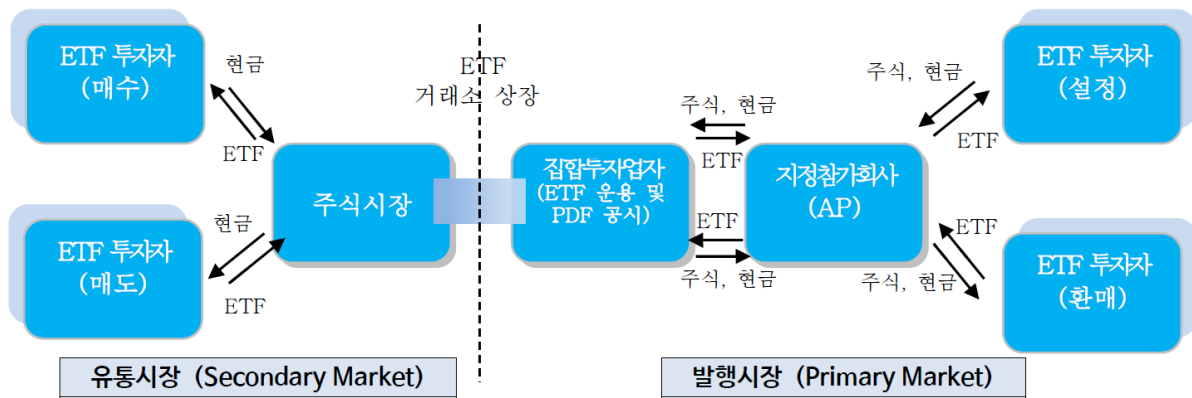 ETF 투자자
(매수)
현금
ETF
ETF
거래소 상장
주식시장
현금
ETF
ETF 투자자
(매도)
유통시장 (Secondary Market)
주식, 현금
ETF
집합투자업자
(ETF 운용 및
PDF 공시)
ETF
주식, 현금
지정참가회사
(AP)
주식, 현금
ETF
ETF 투자자
(설정)
ETF
주식, 현금
ETF 투자자
(환매)
발행시장 (Primary Market)